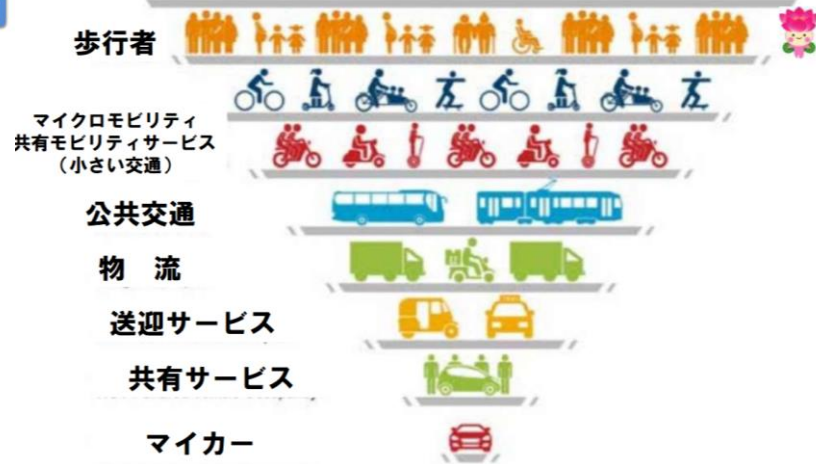 歩行者
マイクロモビリティ
共有モビリティサービス
（小さい交通）
公共交通
物　流
送迎サービス
共有サービス
マイカー